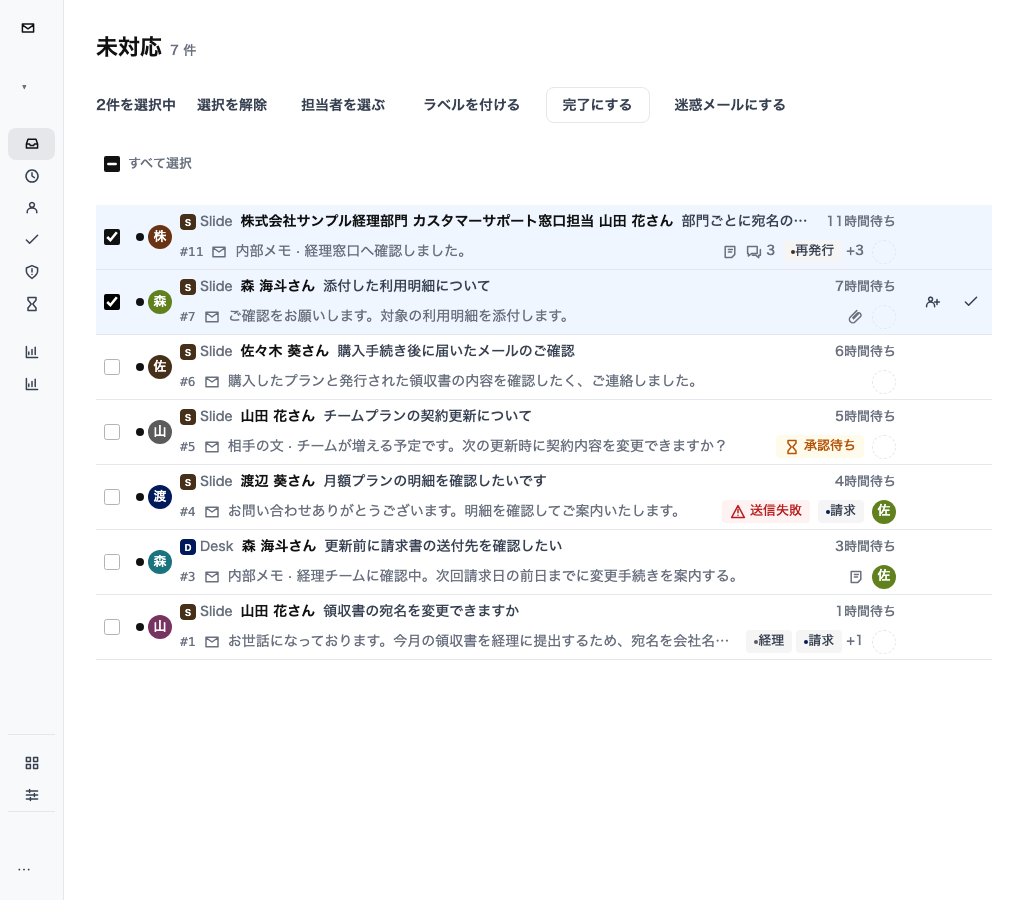 未対応 7 件
2件を選択中 選択を解除 担当者を選ぶ ラベルを付ける 完了にする 迷惑メールにする
すべて選択
株 S Slide 株式会社サンプル経理部門 カスタマーサポート窓口担当 山田 花さん 部門ごとに宛名の… 11時間待ち
#11 内部メモ · 経理窓口へ確認しました。 3 •再発行 +3
森 S Slide 森 海斗さん 添付した利用明細について 7時間待ち
#7 ご確認をお願いします。対象の利用明細を添付します。
佐 S Slide 佐々木 葵さん 購入手続き後に届いたメールのご確認 6時間待ち
#6 購入したプランと発行された領収書の内容を確認したく、ご連絡しました。
山 S Slide 山田 花さん チームプランの契約更新について 5時間待ち
#5 相手の文 · チームが増える予定です。次の更新時に契約内容を変更できますか？ 承認待ち
渡 S Slide 渡辺 葵さん 月額プランの明細を確認したいです 4時間待ち
#4 お問い合わせありがとうございます。明細を確認してご案内いたします。 送信失敗 •請求 佐
森 D Desk 森 海斗さん 更新前に請求書の送付先を確認したい 3時間待ち
#3 内部メモ · 経理チームに確認中。次回請求日の前日までに変更手続きを案内する。 佐
山 S Slide 山田 花さん 領収書の宛名を変更できますか 1時間待ち
#1 お世話になっております。今月の領収書を経理に提出するため、宛名を会社名… •経理 •請求 +1